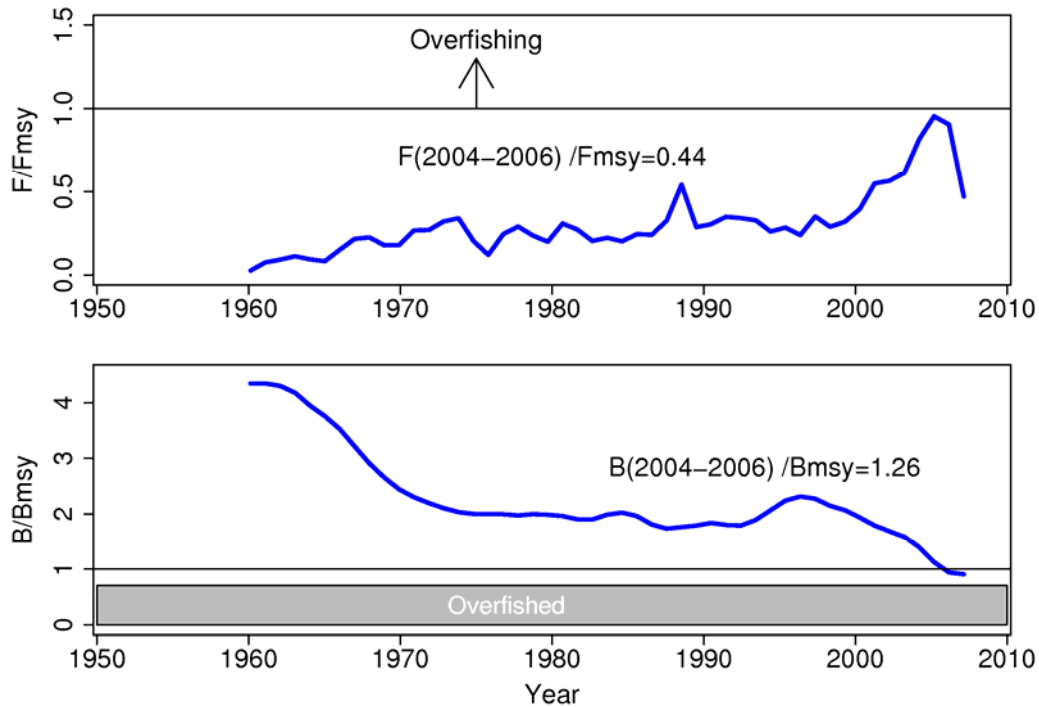 1.5
Overfishing
1.0
F/Fmsy
F(2004−2006) /Fmsy=0.44
0.5
0.0
1950 1960 1970 1980 1990 2000 2010
4
3
B(2004−2006) /Bmsy=1.26
B/Bmsy
2
1
Overfished
0
1950 1960 1970 1980 1990 2000 2010
Year